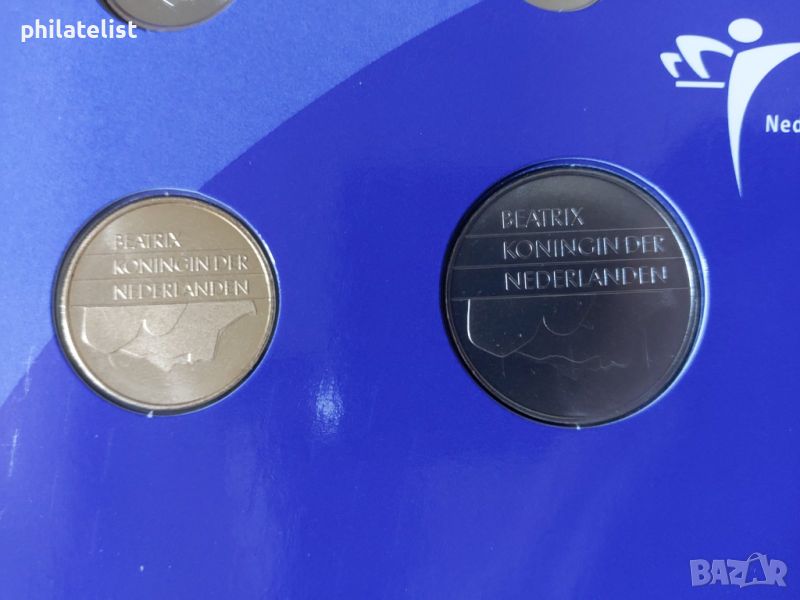 philatelist
Ned
BEATRIX
KONINGIN DER
NEDERLANDEN
BEATRIX
KONINGIN DER
NEDERLANDEN
BAZAR